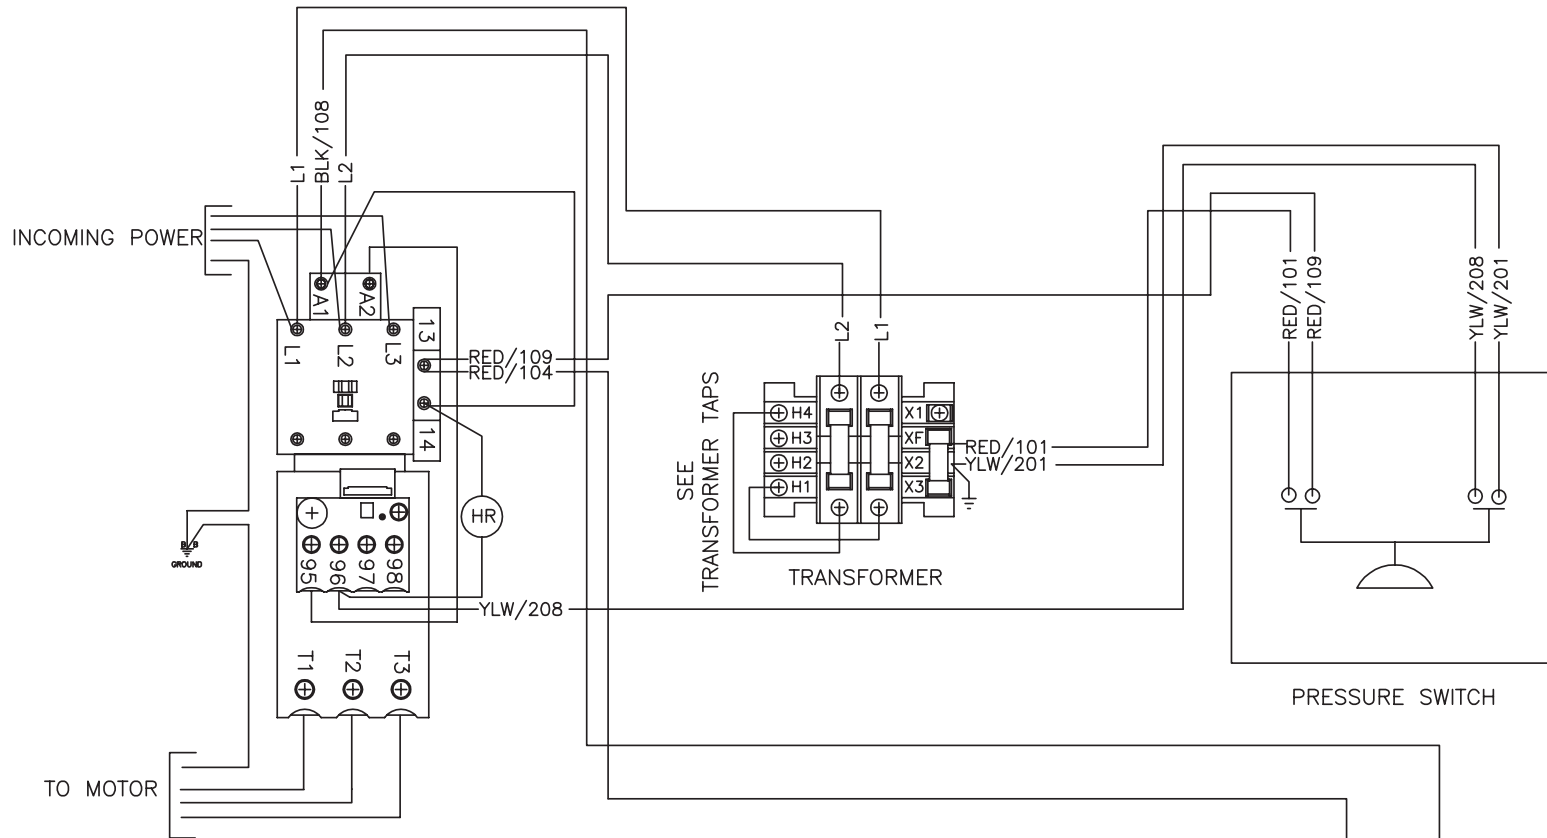 L1
BLK/108
L2
INCOMING POWER
A1
A2
13
L1
L2
L3
RED/109
RED/104
14
HR
95
96
97
98
YLW/208
T1
T2
T3
B B
GROUND
TO MOTOR
L2
L1
SEE
TRANSFORMER TAPS
H4
H3
H2
H1
X1
XF
X2
X3
RED/101
YLW/201
TRANSFORMER
RED/101
RED/109
YLW/208
YLW/201
PRESSURE SWITCH